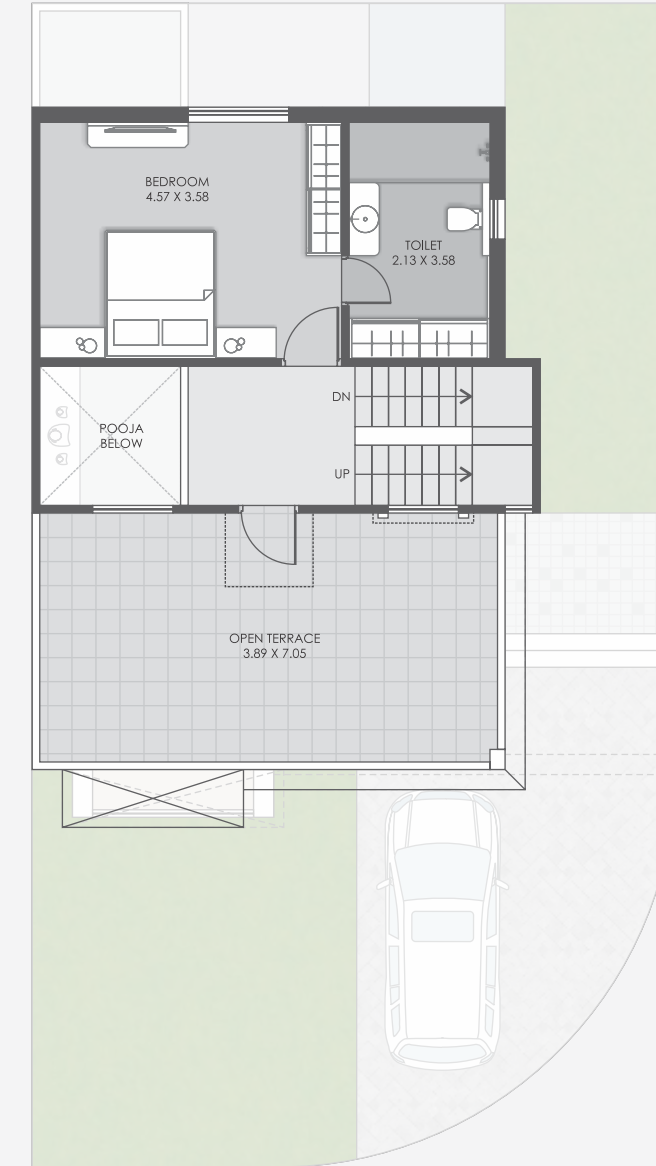 BEDROOM
4.57 X 3.58
TOILET
2.13 X 3.58
DN
POOJA
BELOW
UP
OPEN TERRACE
3.89 X 7.05